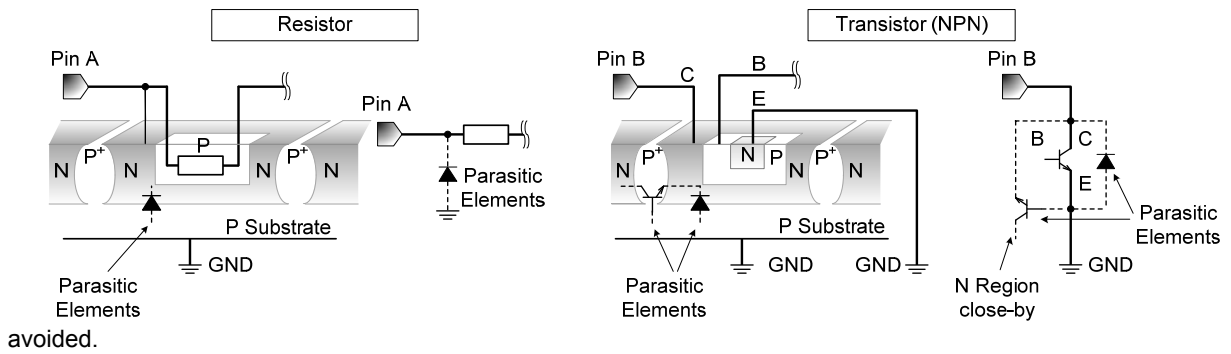 Resistor
Transistor (NPN)
Pin A
Pin B
C
B
E
Pin B
Pin A
N
P+
N
P
N
P+
N
Parasitic
Elements
P Substrate
GND
Parasitic
Elements
N
P+
N
P
N
P+
N
P Substrate
GND
GND
Parasitic
Elements
B
C
E
Parasitic
Elements
GND
N Region
close-by
avoided.